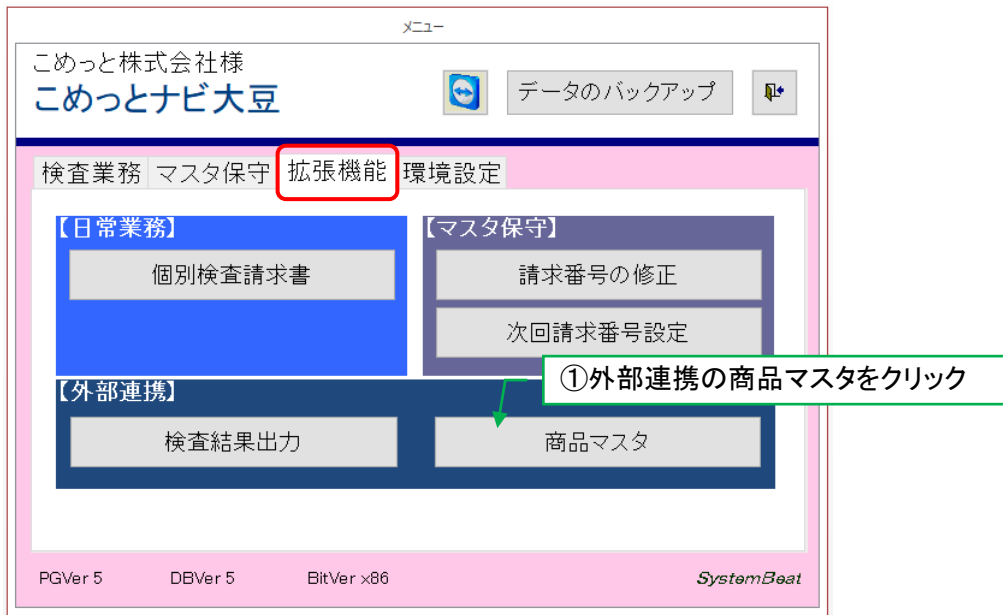 メニュー
こめっと株式会社様
こめっとナビ大豆
データのバックアップ
検査業務 マスタ保守 拡張機能 環境設定
【日常業務】
個別検査請求書
【マスタ保守】
請求番号の修正
次回請求番号設定
①外部連携の商品マスタをクリック
【外部連携】
検査結果出力
商品マスタ
PGVer 5 DBVer 5 BitVer x86 SystemBeat